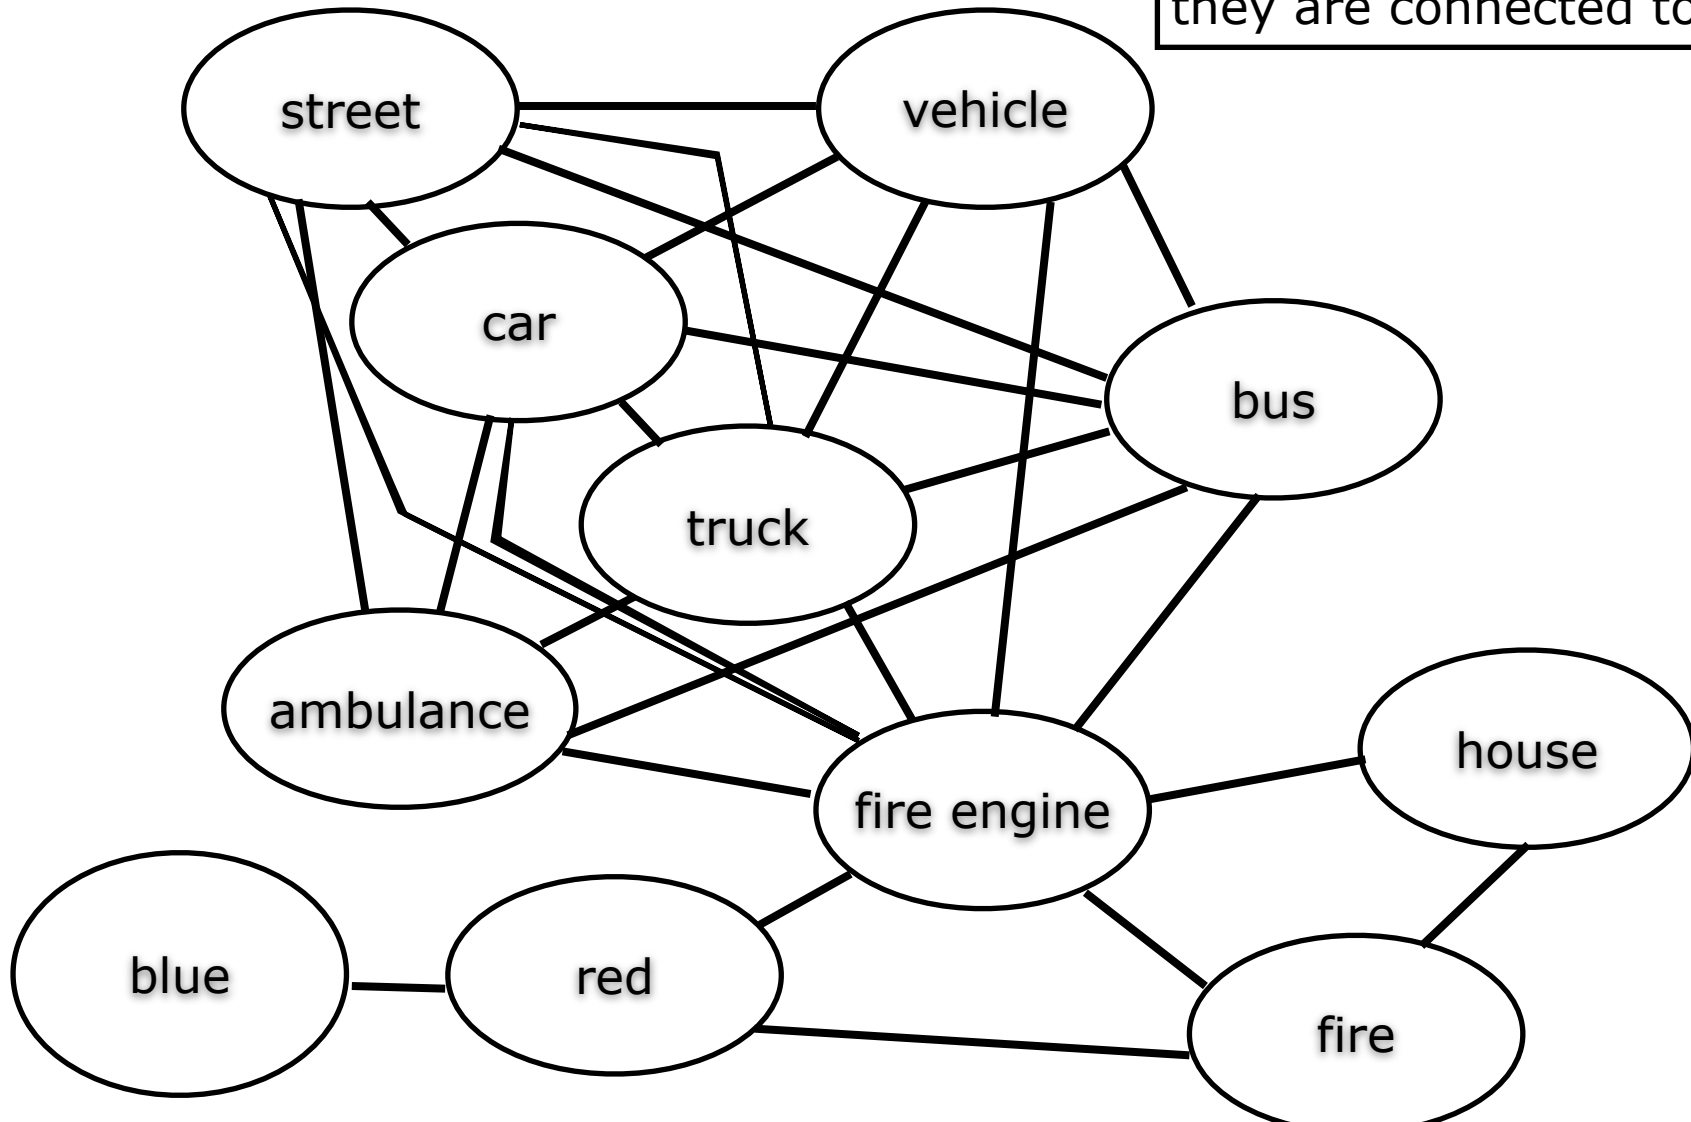 they are connected to
street
vehicle
car
bus
truck
ambulance
house
fire engine
blue
red
fire